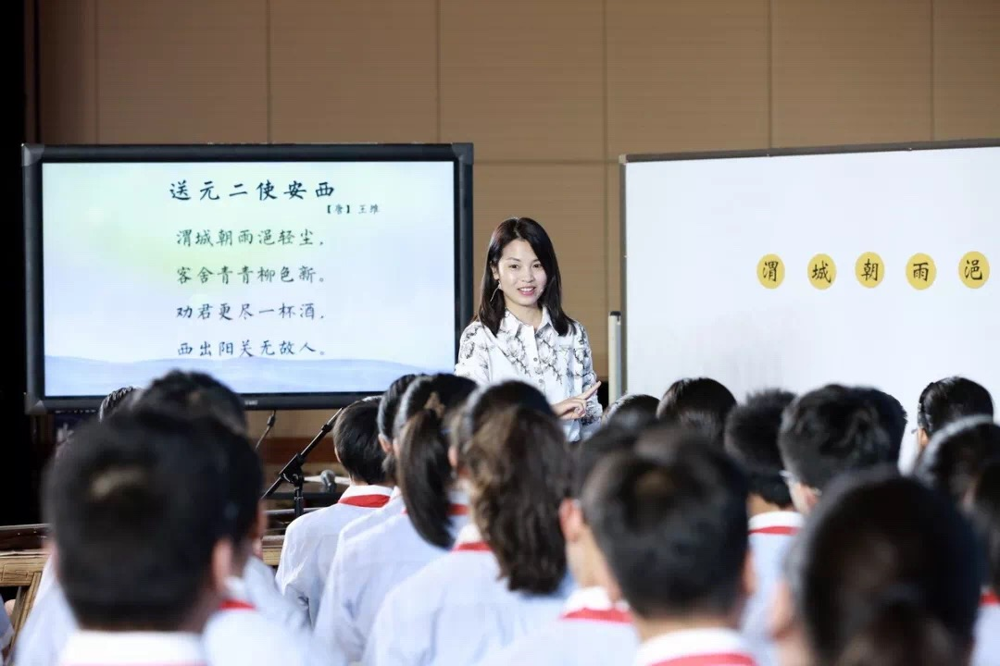 送元二使安西
【唐】王维
渭城朝雨浥轻尘，
客舍青青柳色新。
劝君更尽一杯酒，
西出阳关无故人。
渭城朝雨浥